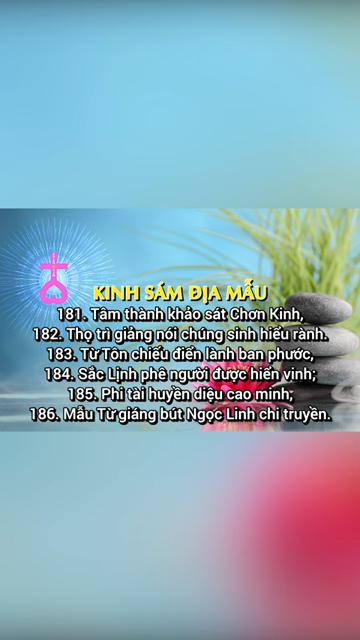 KINH SÁM ĐỊA MẪU
181. Tâm thành khảo sát Chơn Kinh,
182. Thọ trì giảng nói chúng sinh hiểu rành.
183. Từ Tôn chiếu điển lành ban phước,
184. Sắc Lịnh phê người được hiển vinh;
185. Phi tài huyền diệu cao minh;
186. Mẫu Từ giáng bút Ngọc Linh chi truyền.